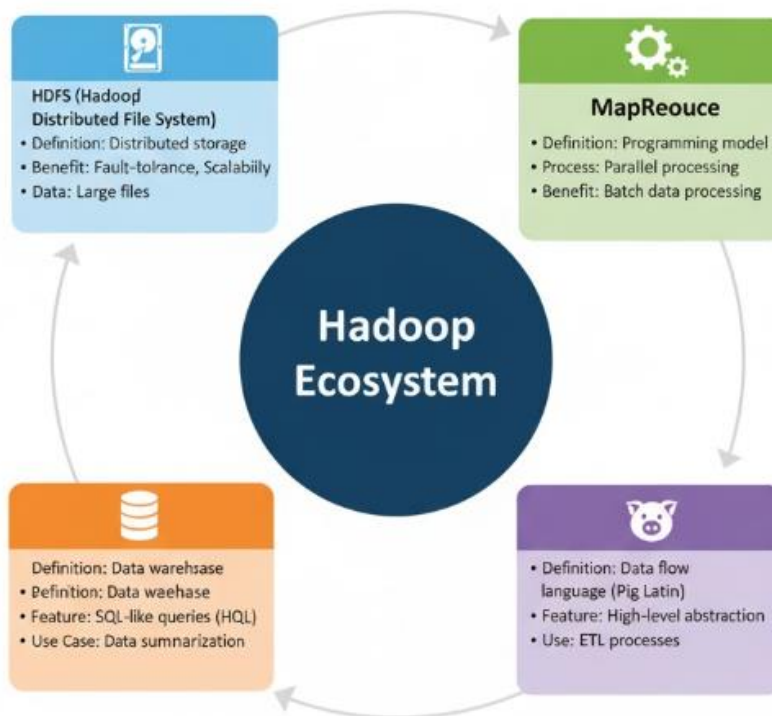 HDFS (Hadoop
Distributed File System)
• Definition: Distributed storage
• Benefit: Fault-tolrance, Scalabiily
• Data: Large files
MapReouce
• Definition: Programming model
• Process: Parallel processing
• Benefit: Batch data processing
Hadoop
Ecosystem
Definition: Data warehsase
• Pefinition: Data weehase
• Feature: SQL-like queries (HQL)
• Use Case: Data sumnarization
• Definition: Data flow
language (Pig Latin)
• Feature: High-level abstraction
• Use: ETL processes